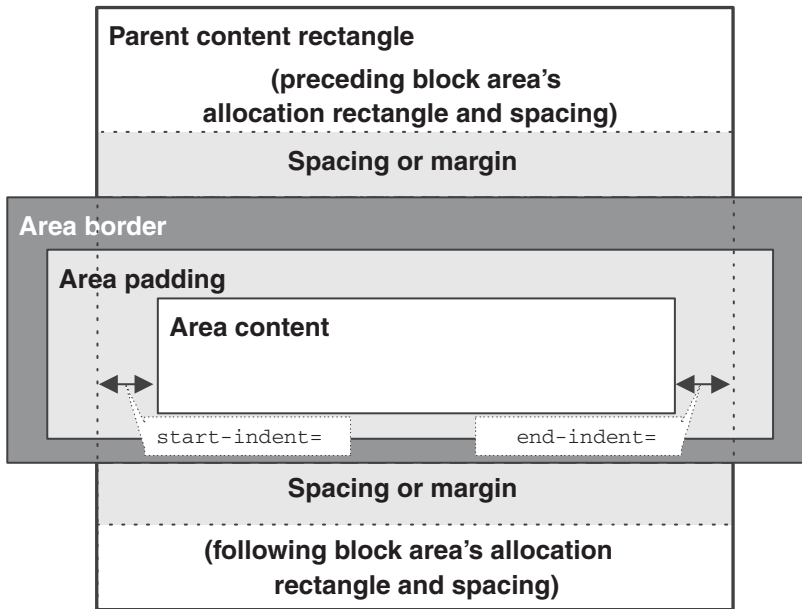 Parent content rectangle
(preceding block area’s
allocation rectangle and spacing)
Spacing or margin
Area border
Area padding
Area content
start-indent=
end-indent=
Spacing or margin
(following block area’s allocation
rectangle and spacing)